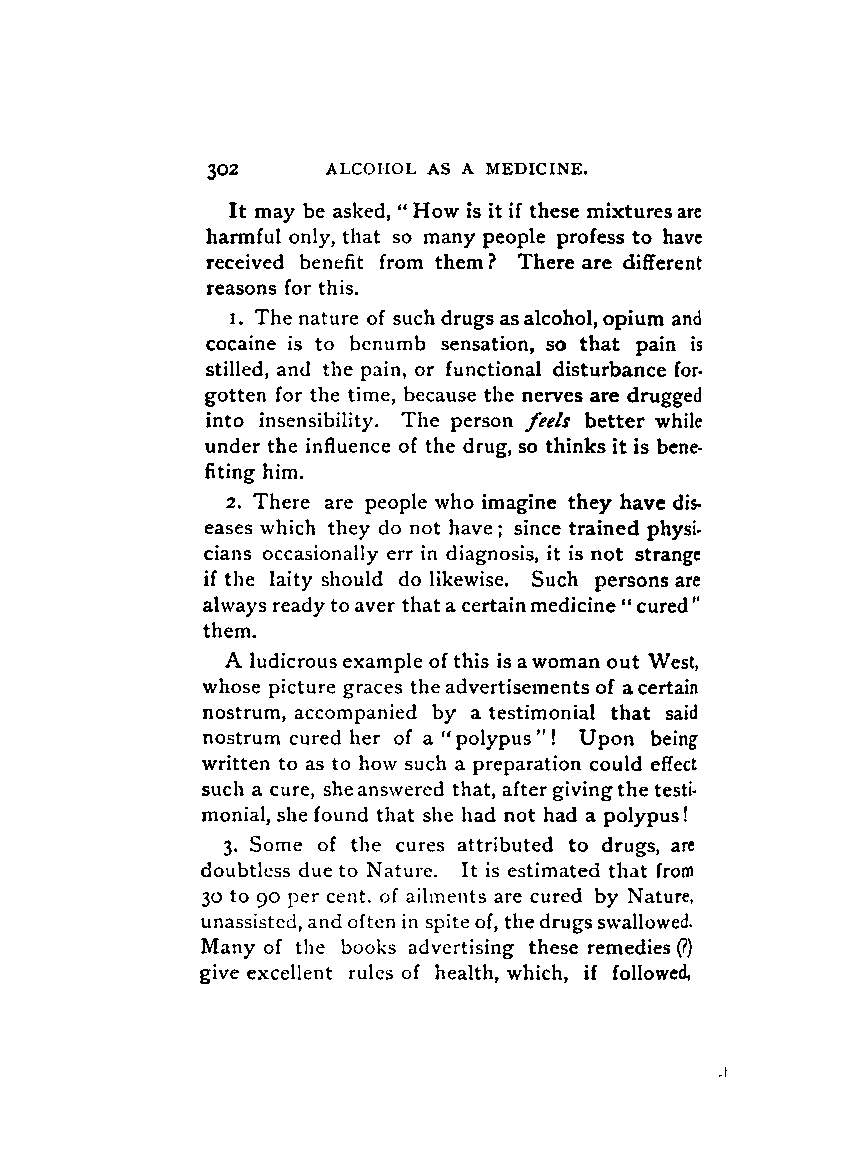 302 ALCOHOL AS A MEDICINE.
It may be asked, “ How is it if these mixtures are
harmful only, that so many people profess to have
received benefit from them? There are different
reasons for this.
1. The nature of such drugs as alcohol, opium and
cocaine is to benumb sensation, so that pain is
stilled, and the pain, or functional disturbance for-
gotten for the time, because the nerves are drugged
into insensibility. The person feels better while
under the influence of the drug, so thinks it is bene-
fiting him.
2. There are people who imagine they have dis-
eases which they do not have; since trained physi-
cians occasionally err in diagnosis, it is not strange
if the laity should do likewise. Such persons are
always ready to aver that a certain medicine “ cured ”
them.
A ludicrous example of this is a woman out West,
whose picture graces the advertisements of a certain
nostrum, accompanied by a testimonial that said
nostrum cured her of a “ polypus ”! Upon being
written to as to how such a preparation could effect
such a cure, she answered that, after giving the testi-
monial, she found that she had not had a polypus!
3. Some of the cures attributed to drugs, are
doubtless due to Nature. It is estimated that from
30 to 90 per cent. of ailments are cured by Nature,
unassisted, and often in spite of, the drugs swallowed.
Many of the books advertising these remedies (?)
give excellent rules of health, which, if followed,